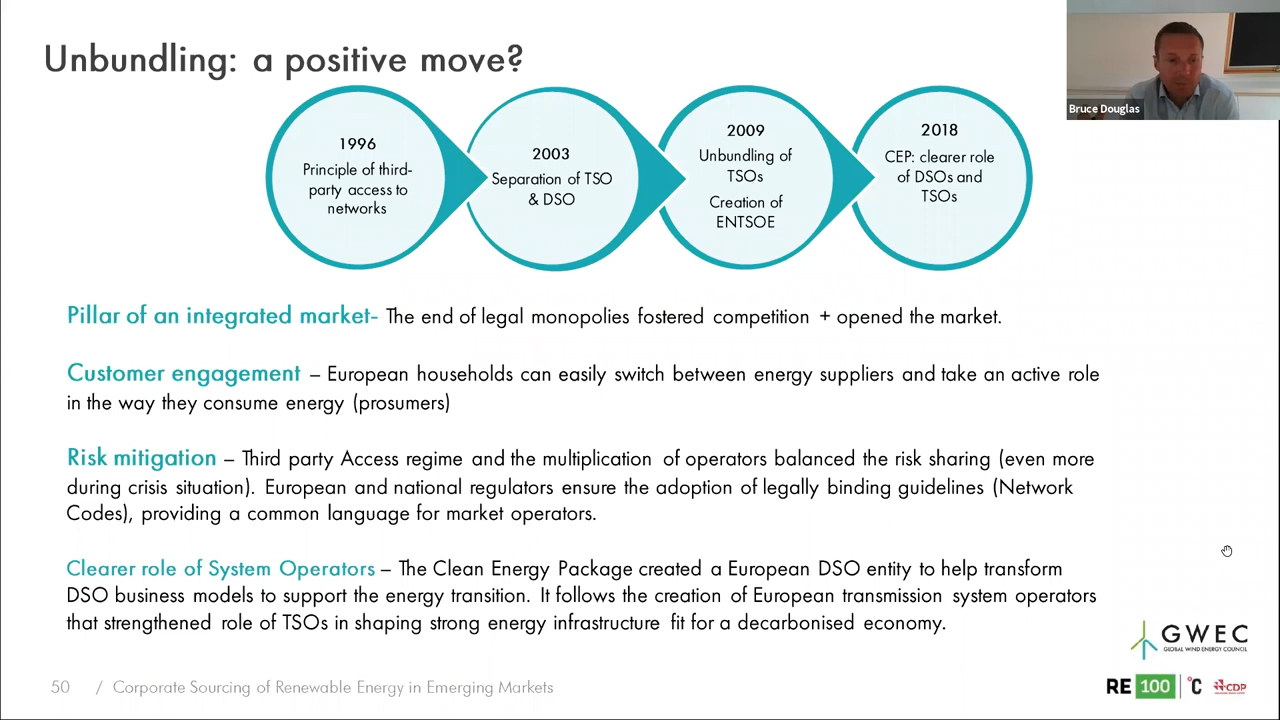 Unbundling: a positive move?
Bruce Douglas
1996
Principle of third-
party access to
networks
2003
Separation of TSO
& DSO
2009
Unbundling of
TSOs
Creation of
ENTSOE
2018
CEP: clearer role
of DSOs and
TSOs
Pillar of an integrated market- The end of legal monopolies fostered competition + opened the market.
Customer engagement – European households can easily switch between energy suppliers and take an active role
in the way they consume energy (prosumers)
Risk mitigation – Third party Access regime and the multiplication of operators balanced the risk sharing (even more
during crisis situation). European and national regulators ensure the adoption of legally binding guidelines (Network
Codes), providing a common language for market operators.
Clearer role of System Operators – The Clean Energy Package created a European DSO entity to help transform
DSO business models to support the energy transition. It follows the creation of European transmission system operators
that strengthened role of TSOs in shaping strong energy infrastructure fit for a decarbonised economy.
GWEC
GLOBAL WIND ENERGY COUNCIL
50 / Corporate Sourcing of Renewable Energy in Emerging Markets
RE 100 °C CDP